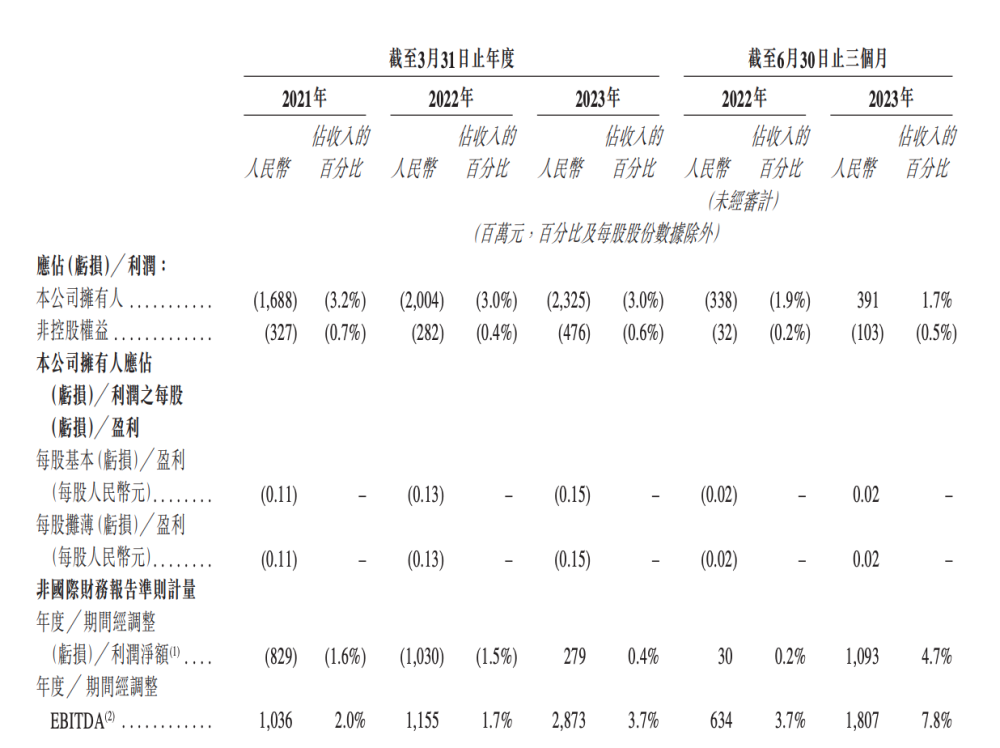 截至3月31日止年度 截至6月30日止三個月
2021年 2022年 2023年 2022年 2023年
佔收入的 佔收入的 佔收入的 佔收入的 佔收入的
人民幣 百分比 人民幣 百分比 人民幣 百分比 人民幣 百分比 人民幣 百分比
(未經審計)
(百萬元,百分比及每股股份數據除外)
應佔(虧損)/利潤:
本公司擁有人 ........... (1,688) (3.2%) (2,004) (3.0%) (2,325) (3.0%) (338) (1.9%) 391 1.7%
非控股權益 ............. (327) (0.7%) (282) (0.4%) (476) (0.6%) (32) (0.2%) (103) (0.5%)
本公司擁有人應佔
(虧損)/利潤之每股
(虧損)/盈利
每股基本(虧損)/盈利
(每股人民幣元)........ (0.11) – (0.13) – (0.15) – (0.02) – 0.02 –
每股攤薄(虧損)/盈利
(每股人民幣元)........ (0.11) – (0.13) – (0.15) – (0.02) – 0.02 –
非國際財務報告準則計量
年度/期間經調整
(虧損)/利潤淨額(1).... (829) (1.6%) (1,030) (1.5%) 279 0.4% 30 0.2% 1,093 4.7%
年度/期間經調整
EBITDA(2) ............ 1,036 2.0% 1,155 1.7% 2,873 3.7% 634 3.7% 1,807 7.8%